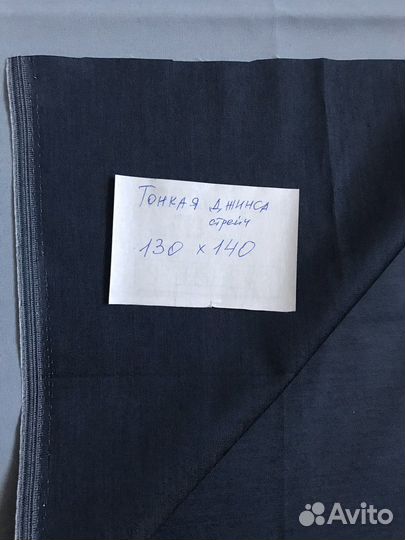 Тонкая джинса
стрейч
130 х 140
Avito